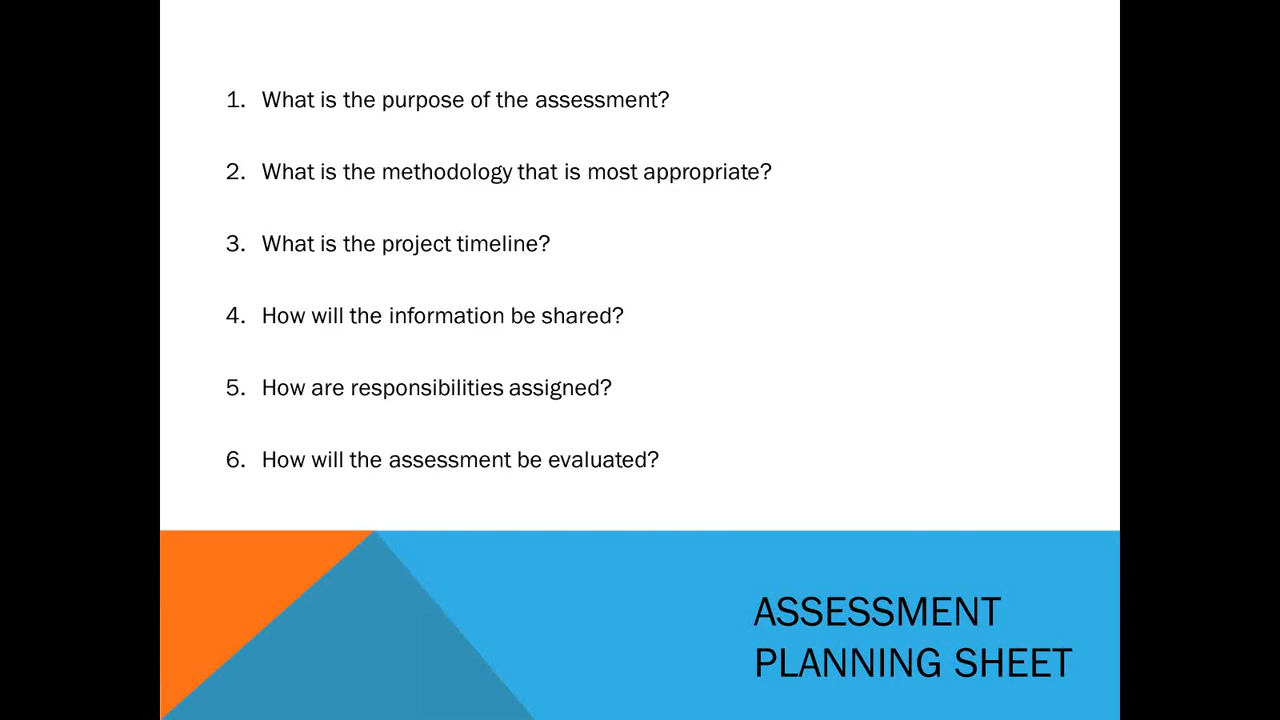 1. What is the purpose of the assessment?
2. What is the methodology that is most appropriate?
3. What is the project timeline?
4. How will the information be shared?
5. How are responsibilities assigned?
6. How will the assessment be evaluated?
ASSESSMENT
PLANNING SHEET